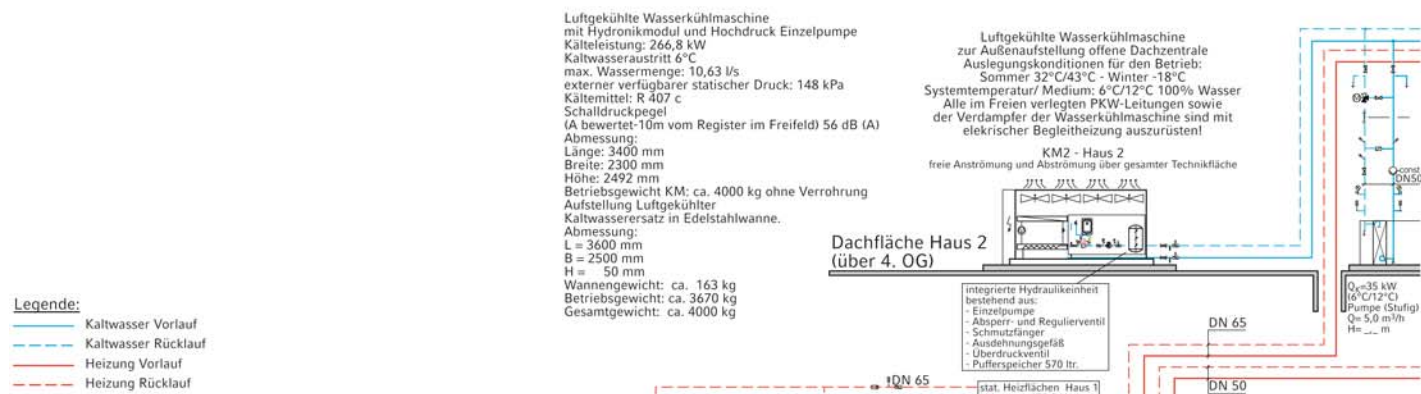 Luftgekühlte Wasserkühlmaschine
mit Hydronikmodul und Hochdruck Einzelpumpe
Kälteleistung: 266,8 kW
Kaltwasseraustritt 6°C
max. Wassermenge: 10,63 l/s
externer verfügbarer statischer Druck: 148 kPa
Kältemittel: R 407 c
Schalldruckpegel
(A bewertet-10m vom Register im Freifeld) 56 dB (A)
Abmessung:
Länge: 3400 mm
Breite: 2300 mm
Höhe: 2492 mm
Betriebsgewicht KM: ca. 4000 kg ohne Verrohrung
Aufstellung Luftgekühlter
Kaltwasserersatz in Edelstahlwanne.
Abmessung:
L = 3600 mm
B = 2500 mm
H = 50 mm
Wannengewicht: ca. 163 kg
Betriebsgewicht: ca. 3670 kg
Gesamtgewicht: ca. 4000 kg
Luftgekühlte Wasserkühlmaschine
zur Außenaufstellung offene Dachzentrale
Auslegungskonditionen für den Betrieb:
Sommer 32°C/43°C - Winter -18°C
Systemtemperatur/ Medium: 6°C/12°C 100% Wasser
Alle im Freien verlegten PKW-Leitungen sowie
der Verdampfer der Wasserkühlmaschine sind mit
elekrischer Begleitheizung auszurüsten!
KM2 - Haus 2
freie Anströmung und Abströmung über gesamter Technikfläche
Dachfläche Haus 2
(über 4. OG)
integrierte Hydraulikeinheit
bestehend aus:
- Einzelpumpe
- Absperr- und Regulierventil
- Schmutzfänger
- Ausdehnungsgefäß
- Überdruckventil
- Pufferspeicher 570 ltr.
const
DN50
QK=35 kW
(6°C/12°C)
Pumpe (Stufig)
Q= 5,0 m³/h
H= _._ m
DN 65
DN 50
DN 65
stat. Heizflächen Haus 1
Legende:
Kaltwasser Vorlauf
Kaltwasser Rücklauf
Heizung Vorlauf
Heizung Rücklauf